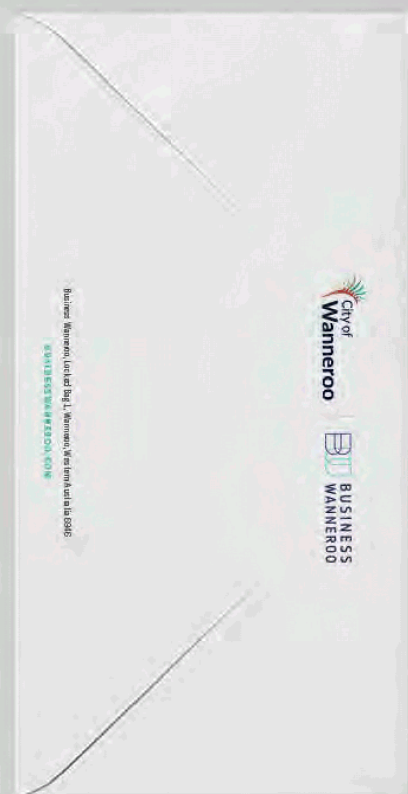 City of
Wanneroo
BUSINESS
WANNEROO
Business Wanneroo, Locked Bag 1, Wanneroo, Western Australia 6946
BUSINESSWANNEROO.COM